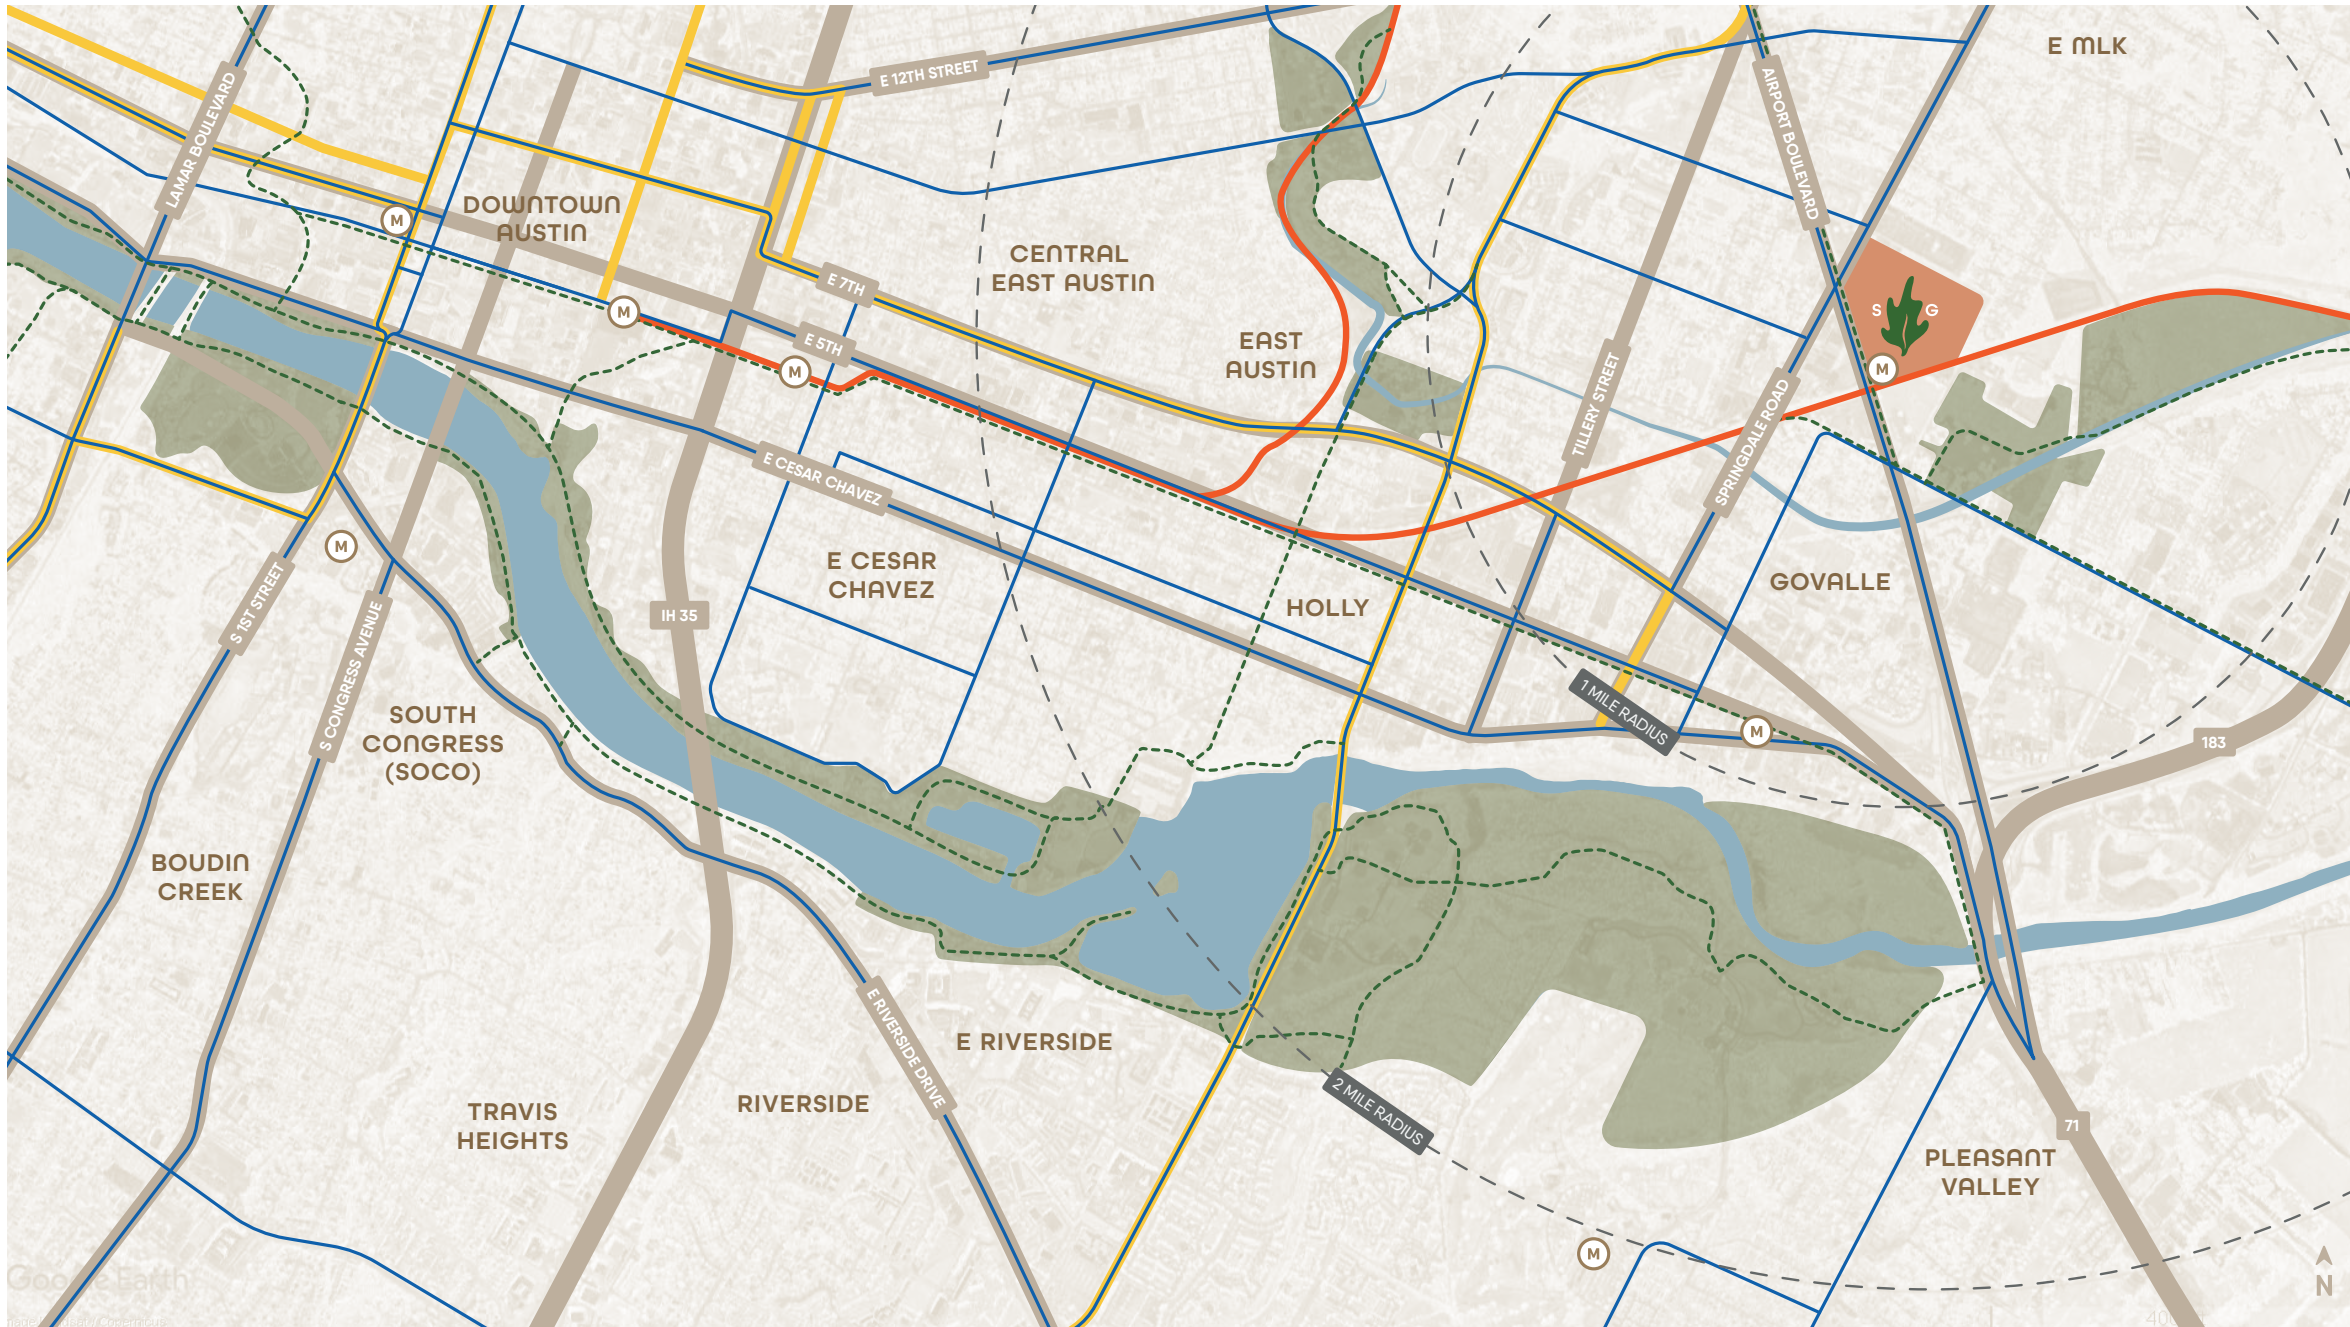 E MLK
E 12TH STREET
LAMAR BOULEVARD
AIRPORT BOULEVARD
M
DOWNTOWN
AUSTIN
CENTRAL
EAST AUSTIN
E 7TH
M
S G
E 5TH
EAST
AUSTIN
M
M
TILLERY STREET
SPRINGDALE ROAD
E CESAR CHAVEZ
M
E CESAR
CHAVEZ
GOVALLE
S 1ST STREET
IH 35
HOLLY
S CONGRESS AVENUE
1 MILE RADIUS
M
183
SOUTH
CONGRESS
(SOCO)
BOUDIN
CREEK
E RIVERSIDE DRIVE
E RIVERSIDE
2 MILE RADIUS
TRAVIS
HEIGHTS
RIVERSIDE
71
PLEASANT
VALLEY
M
Google Earth
N